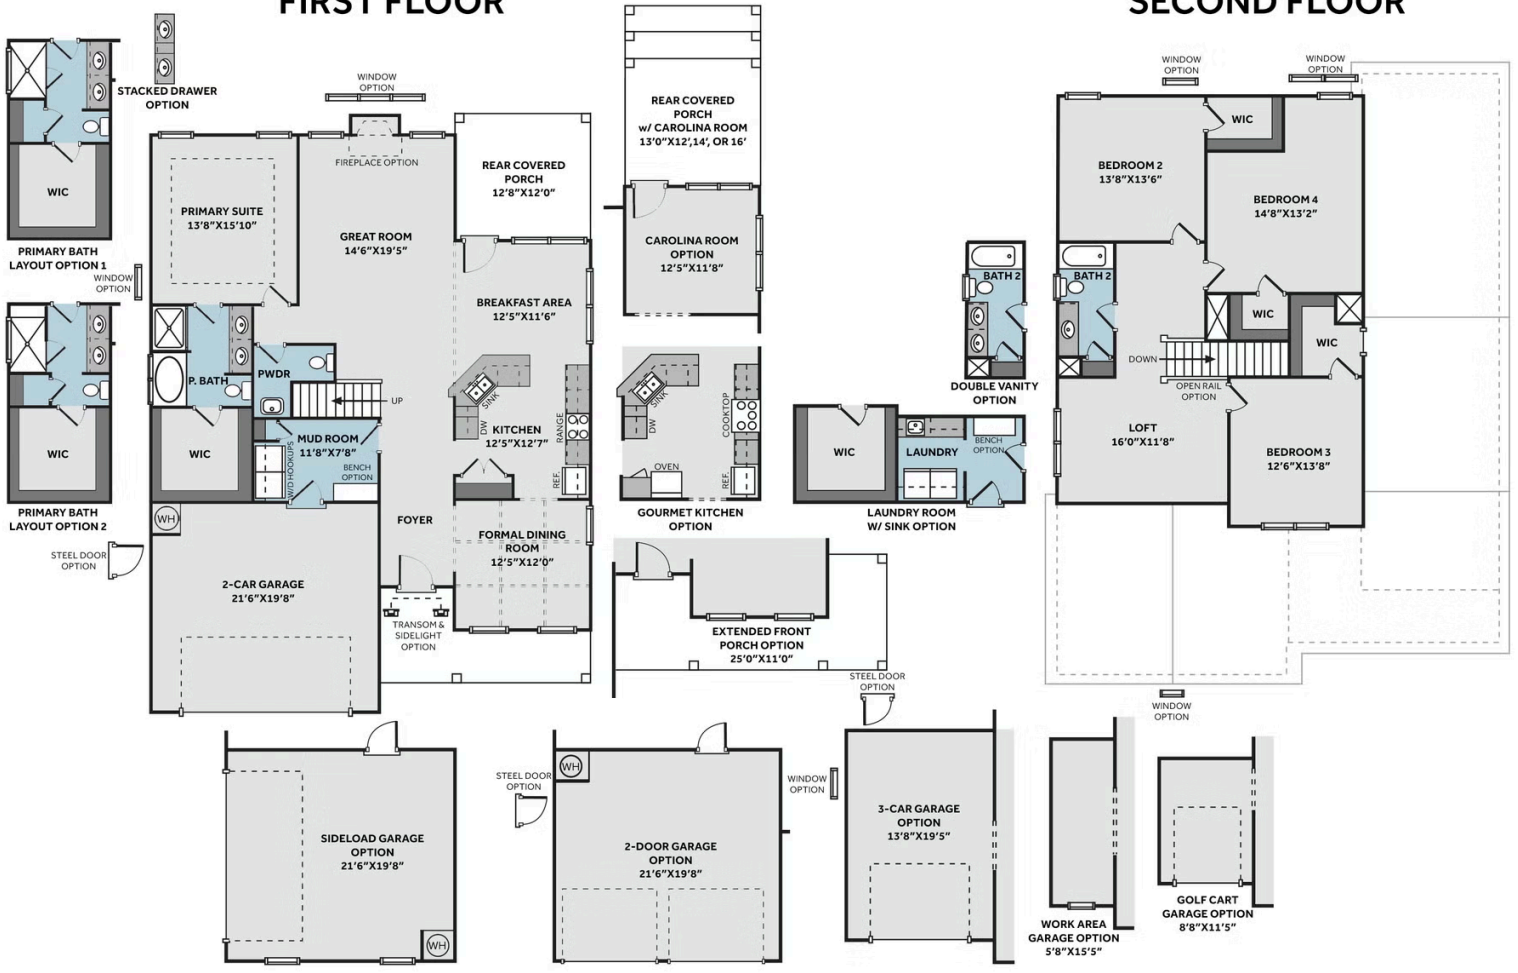 FIRST FLOOR
SECOND FLOOR
STACKED DRAWER
OPTION
WIC
PRIMARY BATH
LAYOUT OPTION 1
WINDOW
OPTION
WIC
PRIMARY BATH
LAYOUT OPTION 2
STEEL DOOR
OPTION
WINDOW
OPTION
FIREPLACE OPTION
PRIMARY SUITE
13'8"X15'10"
GREAT ROOM
14'6"X19'5"
REAR COVERED
PORCH
12'8"X12'0"
BREAKFAST AREA
12'5"X11'6"
P. BATH
PWDR
UP
SINK
DW
KITCHEN
12'5"X12'7"
RANGE
REF.
WIC
MUD ROOM
11'8"X7'8"
W/D HOOKUPS
BENCH
OPTION
WH
FOYER
FORMAL DINING
ROOM
12'5"X12'0"
2-CAR GARAGE
21'6"X19'8"
TRANSOM &
SIDELIGHT
OPTION
REAR COVERED
PORCH
w/ CAROLINA ROOM
13'0"X12',14', OR 16'
CAROLINA ROOM
OPTION
12'5"X11'8"
SINK
DW
COOKTOP
OVEN
REF.
GOURMET KITCHEN
OPTION
EXTENDED FRONT
PORCH OPTION
25'0"X11'0"
WIC
LAUNDRY
BENCH
OPTION
LAUNDRY ROOM
W/ SINK OPTION
BATH 2
DOUBLE VANITY
OPTION
WINDOW
OPTION
WINDOW
OPTION
BEDROOM 2
13'8"X13'6"
WIC
BEDROOM 4
14'8"X13'2"
BATH 2
WIC
WIC
DOWN
OPEN RAIL
OPTION
LOFT
16'0"X11'8"
BEDROOM 3
12'6"X13'8"
WINDOW
OPTION
SIDELOAD GARAGE
OPTION
21'6"X19'8"
WH
STEEL DOOR
OPTION
WH
2-DOOR GARAGE
OPTION
21'6"X19'8"
STEEL DOOR
OPTION
WINDOW
OPTION
3-CAR GARAGE
OPTION
13'8"X19'5"
WORK AREA
GARAGE OPTION
5'8"X15'5"
GOLF CART
GARAGE OPTION
8'8"X11'5"